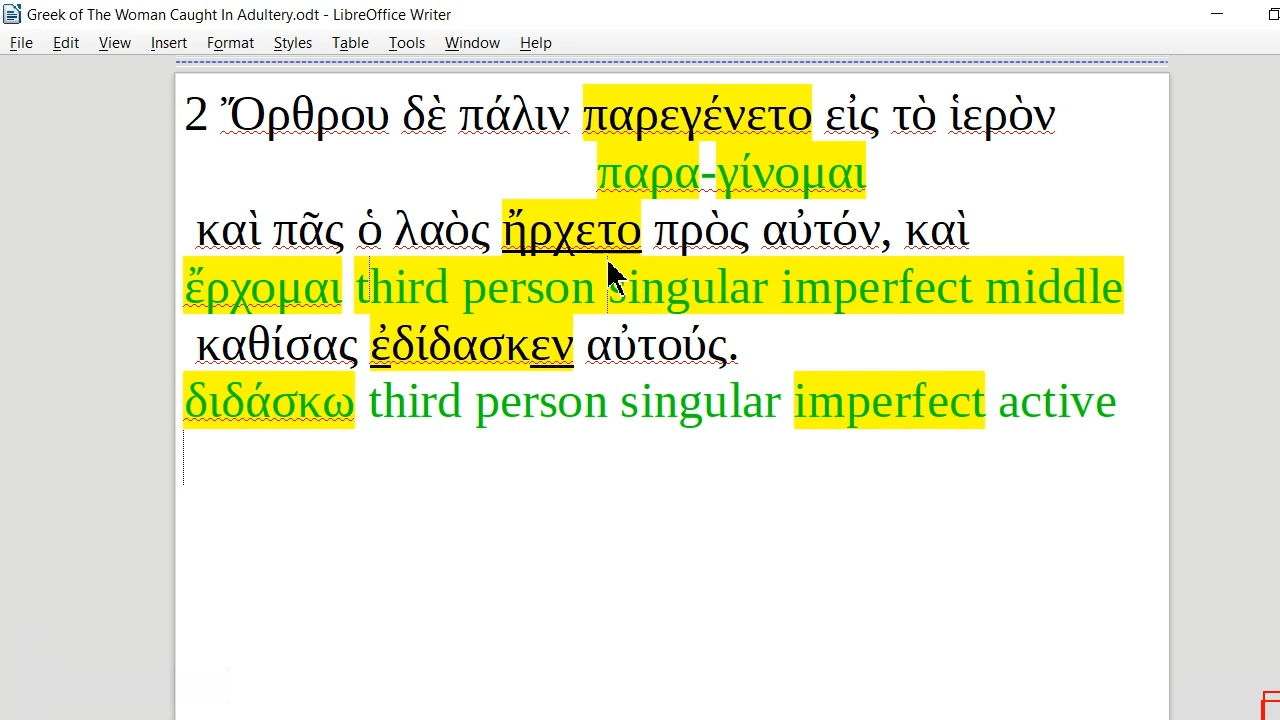 Greek of The Woman Caught In Adultery.odt - LibreOffice Writer
File Edit View Insert Format Styles Table Tools Window Help
2 Ὄρθρου δὲ πάλιν παρεγένετο εἰς τὸ ἱερὸν
παρα-γίνομαι
καὶ πᾶς ὁ λαὸς ἤρχετο πρὸς αὐτόν, καὶ
ἔρχομαι third person singular imperfect middle
καθίσας ἐδίδασκεν αὐτούς.
διδάσκω third person singular imperfect active